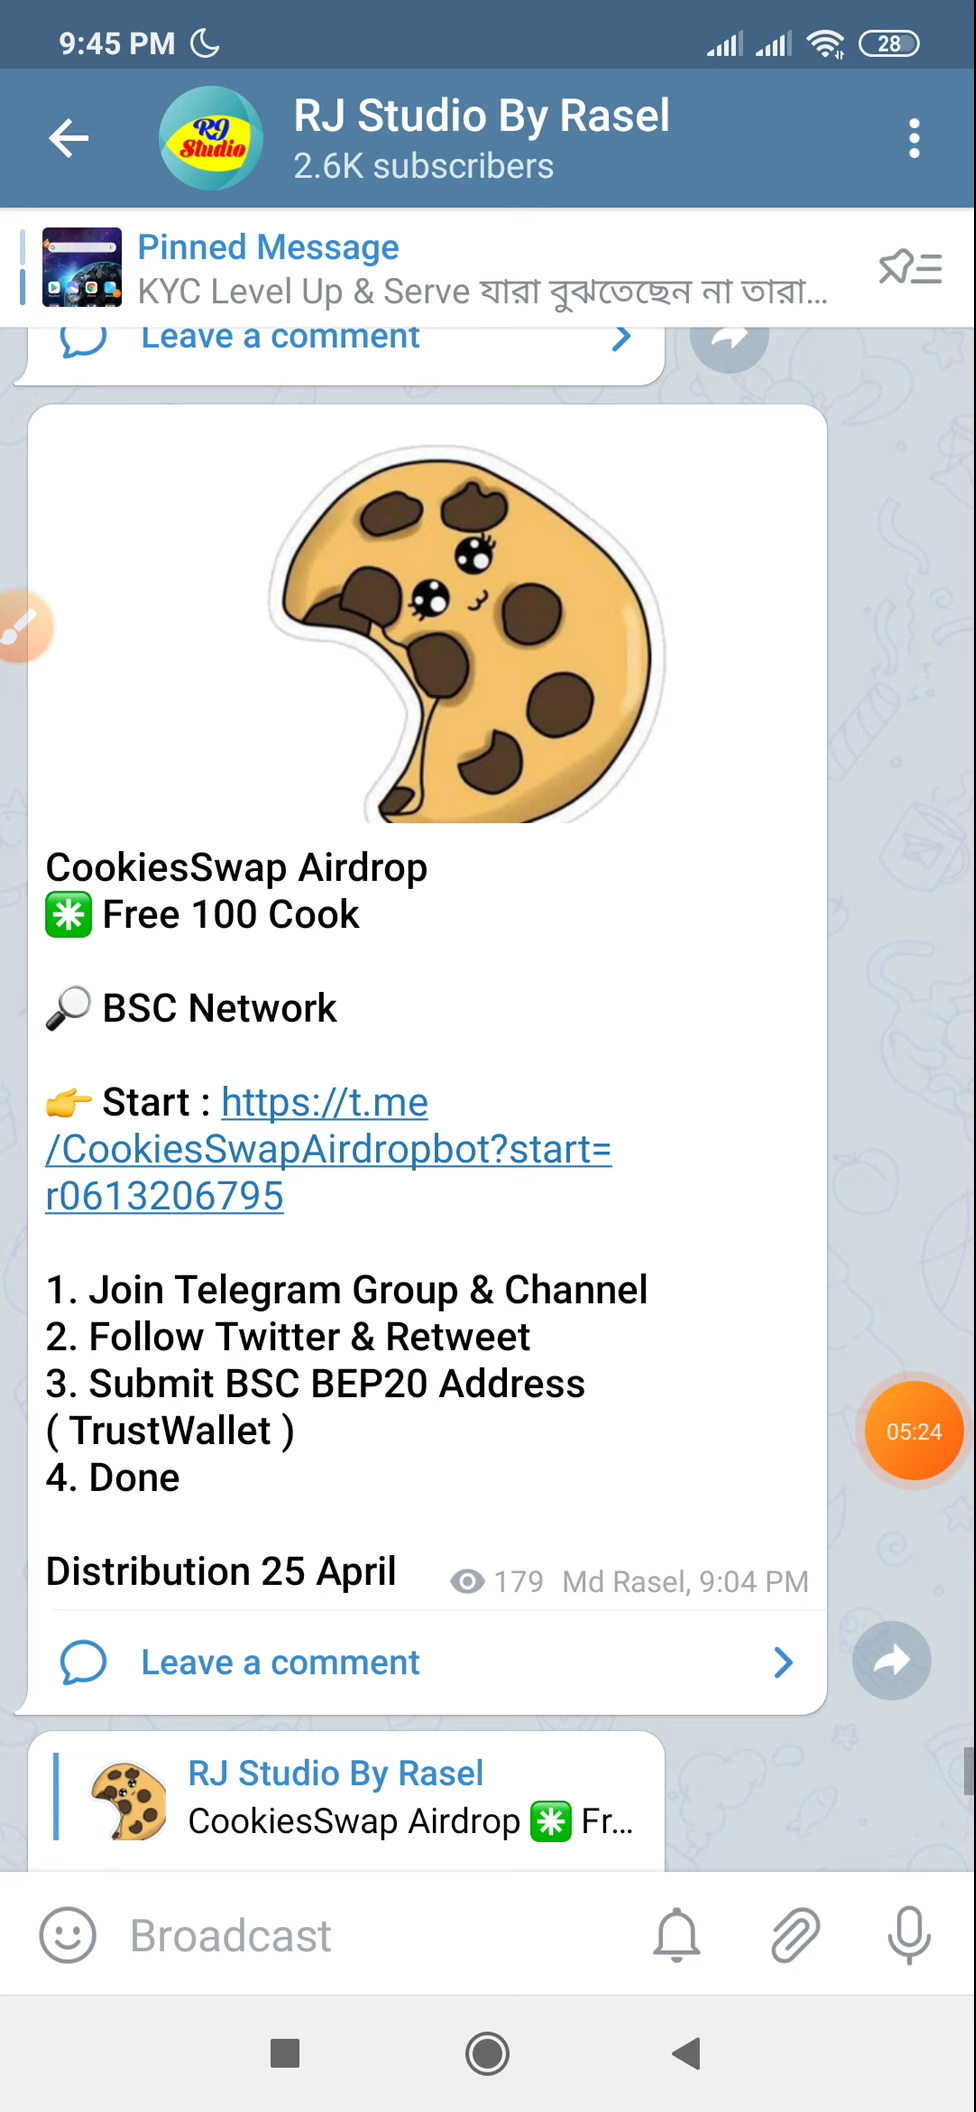 9:45 PM
28
RJ Studio
RJ Studio By Rasel
2.6K subscribers
Pinned Message
KYC Level Up & Serve যারা বুঝতেছেন না তারা...
Leave a comment
CookiesSwap Airdrop
✳️ Free 100 Cook
🔎 BSC Network
👉 Start : https://t.me
/CookiesSwapAirdropbot?start=
r0613206795
1. Join Telegram Group & Channel
2. Follow Twitter & Retweet
3. Submit BSC BEP20 Address
( TrustWallet )
4. Done
05:24
Distribution 25 April
179 Md Rasel, 9:04 PM
Leave a comment
RJ Studio By Rasel
CookiesSwap Airdrop ✳️ Fr...
Broadcast